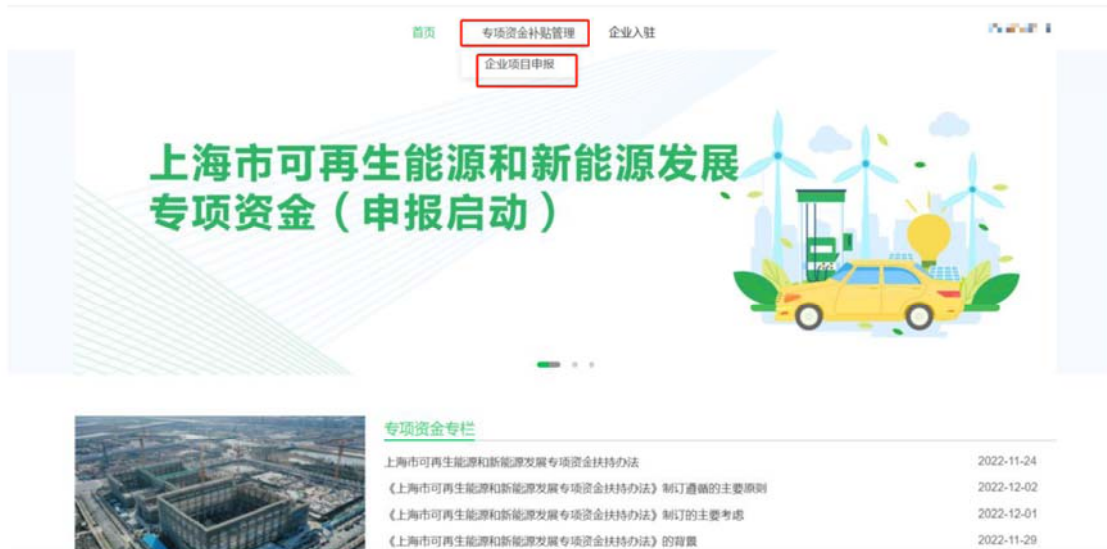 首页 专项资金补贴管理 企业入驻
企业项目申报
上海市可再生能源和新能源发展
专项资金（申报启动）
专项资金专栏
上海市可再生能源和新能源发展专项资金扶持办法 2022-11-24
《上海市可再生能源和新能源发展专项资金扶持办法》制订遵循的主要原则 2022-12-02
《上海市可再生能源和新能源发展专项资金扶持办法》制订的主要考虑 2022-12-01
《上海市可再生能源和新能源发展专项资金扶持办法》的背景 2022-11-29